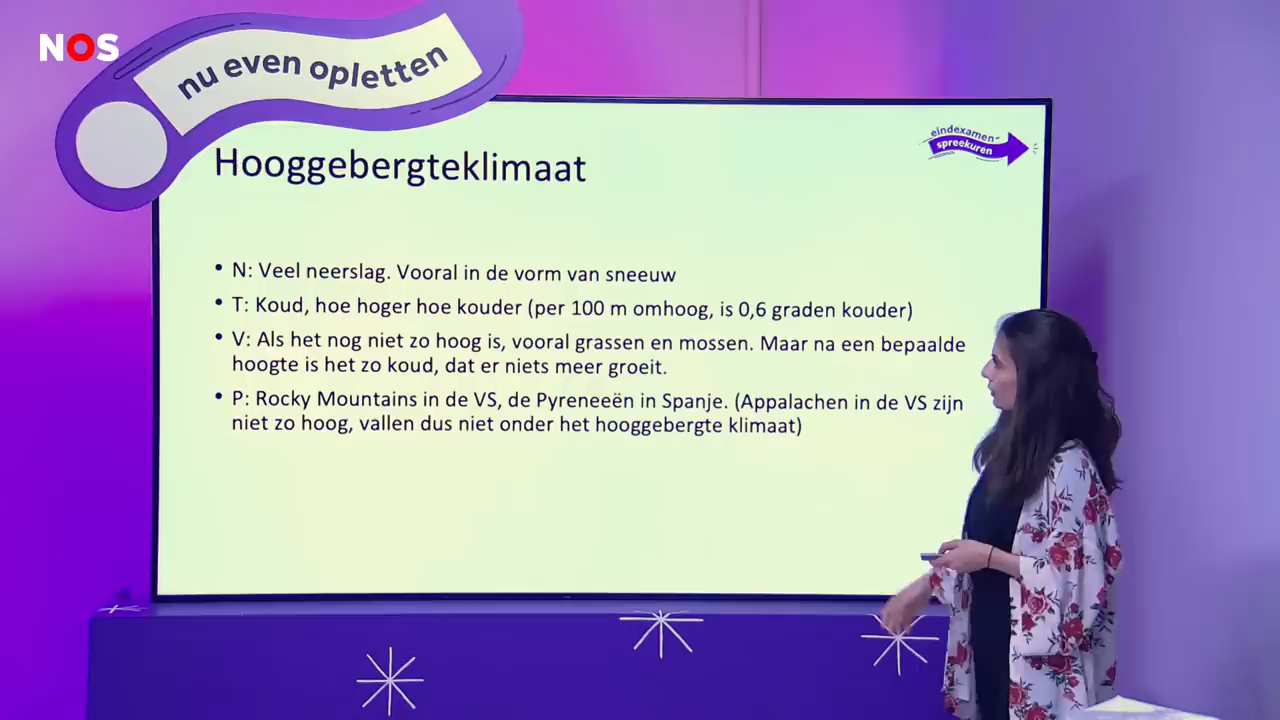 NOS
nu even opletten
eindexamen-
spreekuren
Hooggebergteklimaat
• N: Veel neerslag. Vooral in de vorm van sneeuw
• T: Koud, hoe hoger hoe kouder (per 100 m omhoog, is 0,6 graden kouder)
• V: Als het nog niet zo hoog is, vooral grassen en mossen. Maar na een bepaalde
hoogte is het zo koud, dat er niets meer groeit.
• P: Rocky Mountains in de VS, de Pyreneeën in Spanje. (Appalachen in de VS zijn
niet zo hoog, vallen dus niet onder het hooggebergte klimaat)